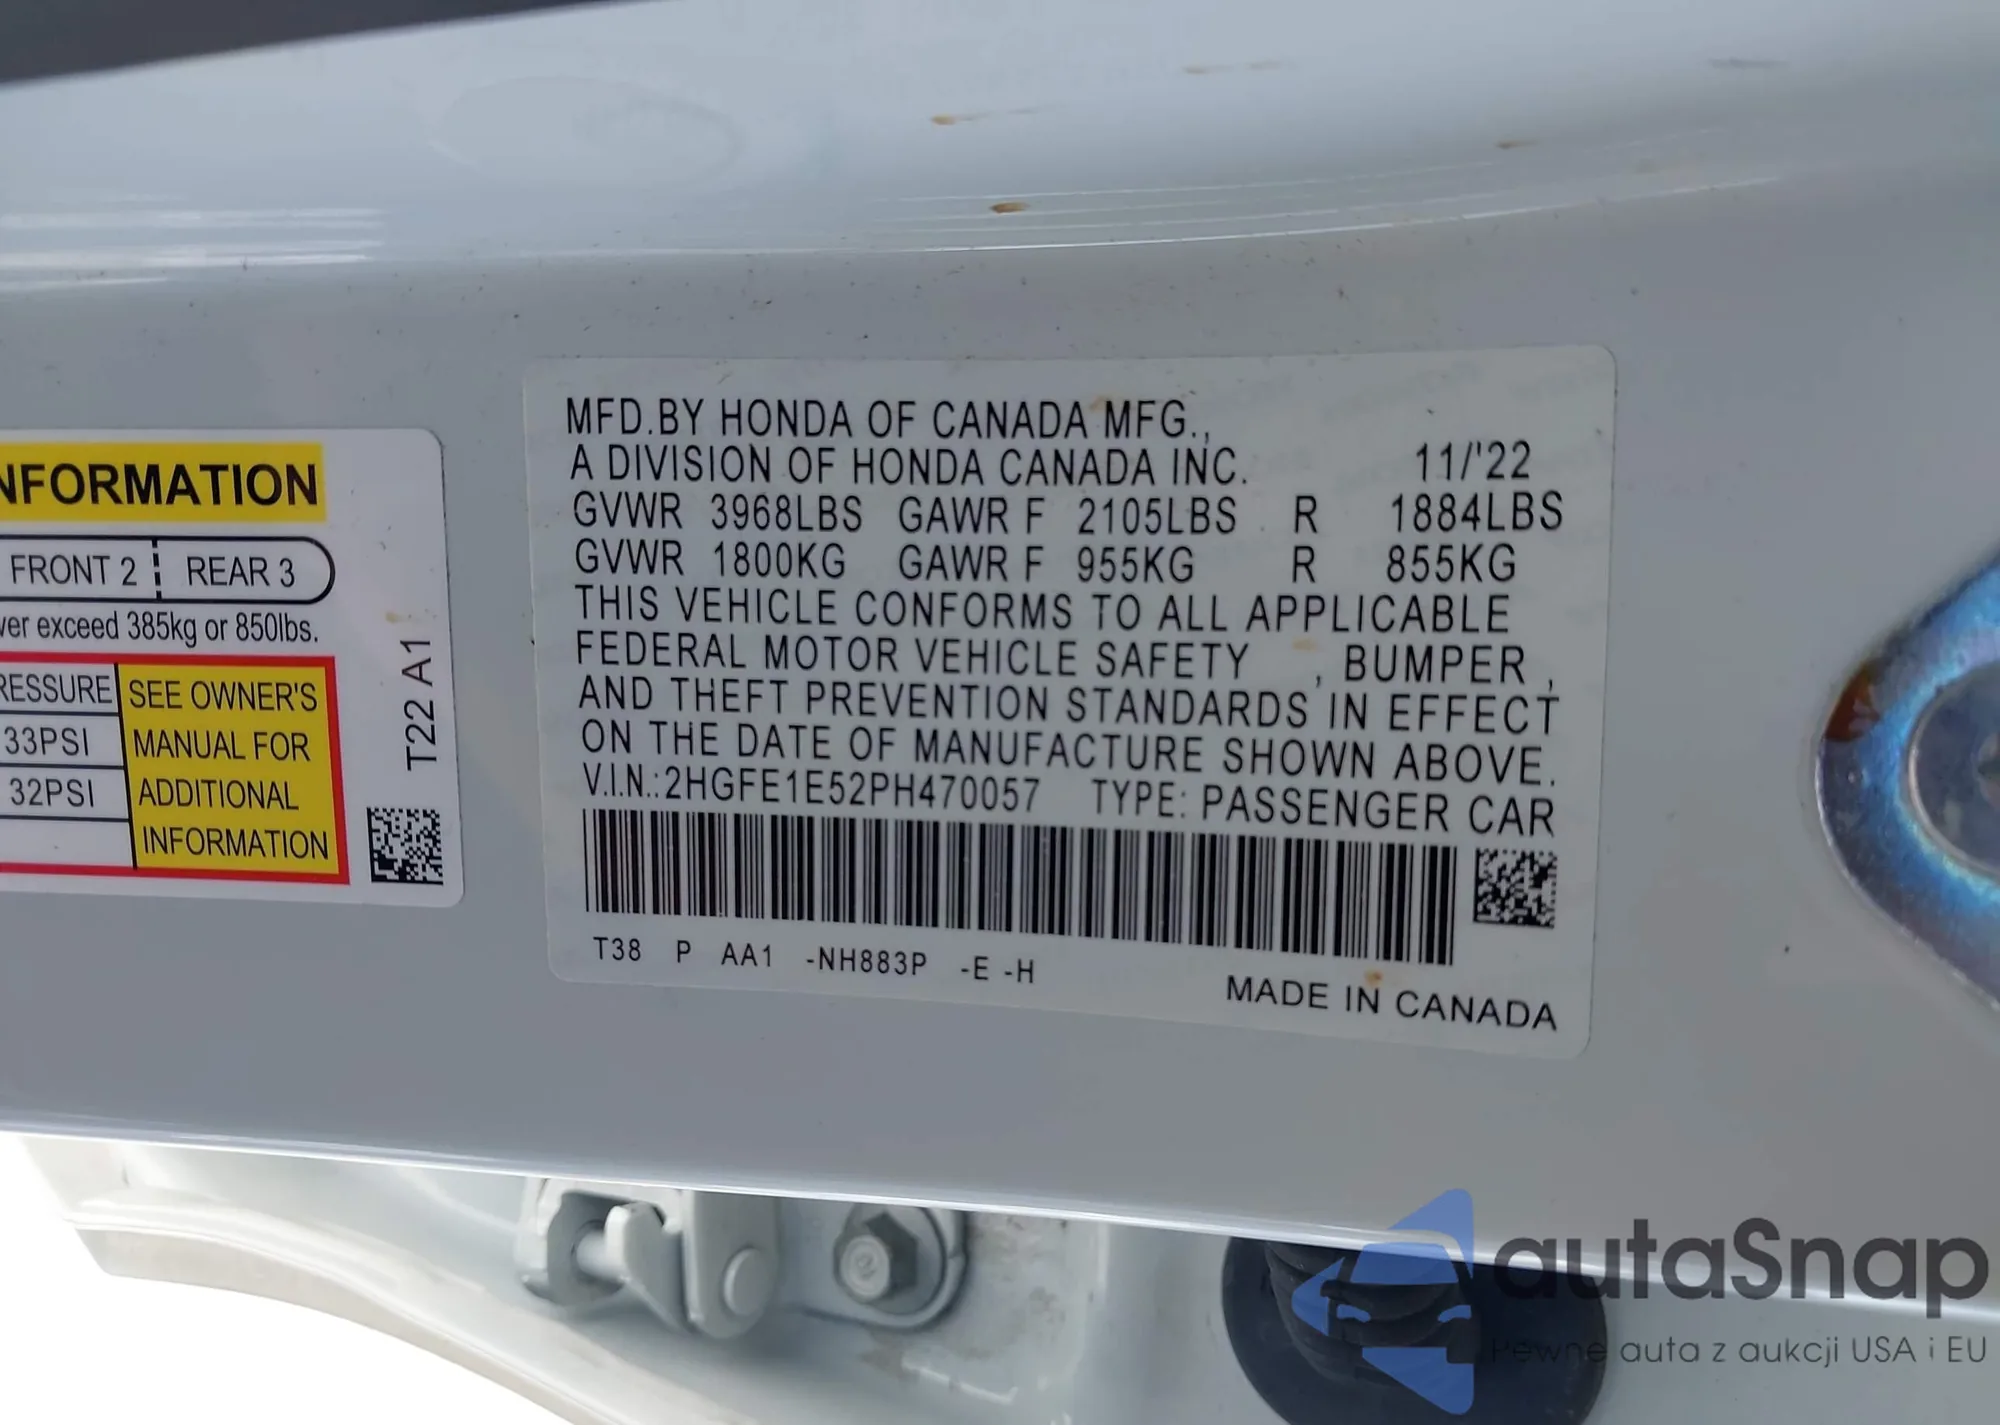 NFORMATION
FRONT 2 REAR 3
ver exceed 385kg or 850lbs.
RESSURE
33PSI
32PSI
SEE OWNER'S
MANUAL FOR
ADDITIONAL
INFORMATION
T22 A1
MFD.BY HONDA OF CANADA MFG.,
A DIVISION OF HONDA CANADA INC. 11/'22
GVWR 3968LBS GAWR F 2105LBS R 1884LBS
GVWR 1800KG GAWR F 955KG R 855KG
THIS VEHICLE CONFORMS TO ALL APPLICABLE
FEDERAL MOTOR VEHICLE SAFETY , BUMPER ,
AND THEFT PREVENTION STANDARDS IN EFFECT
ON THE DATE OF MANUFACTURE SHOWN ABOVE.
V.I.N.:2HGFE1E52PH470057 TYPE: PASSENGER CAR
T38 P AA1 -NH883P -E -H
MADE IN CANADA
autaSnap
Pewne auta z aukcji USA i EU